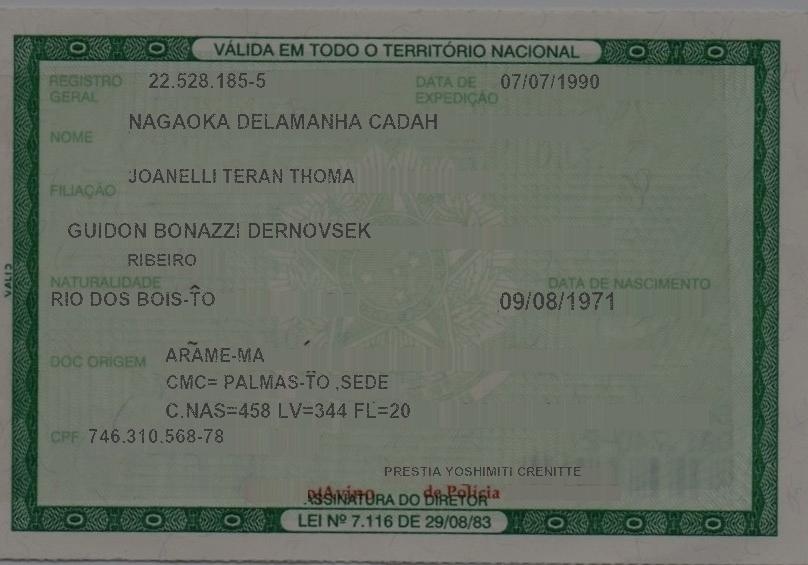 VÁLIDA EM TODO O TERRITÓRIO NACIONAL
REGISTRO GERAL 22.528.185-5 DATA DE EXPEDIÇÃO 07/07/1990
NOME NAGAOKA DELAMANHA CADAH
FILIAÇÃO JOANELLI TERAN THOMA
GUIDON BONAZZI DERNOVSEK
RIBEIRO
NATURALIDADE DATA DE NASCIMENTO
RIO DOS BOIS-TO 09/08/1971
DOC ORIGEM ARAME-MA
CMC= PALMAS-TO ,SEDE
C.NAS=458 LV=344 FL=20
CPF 746.310.568-78
PRESTIA YOSHIMITI CRENITTE
de Polícia
ASSINATURA DO DIRETOR
LEI Nº 7.116 DE 29/08/83